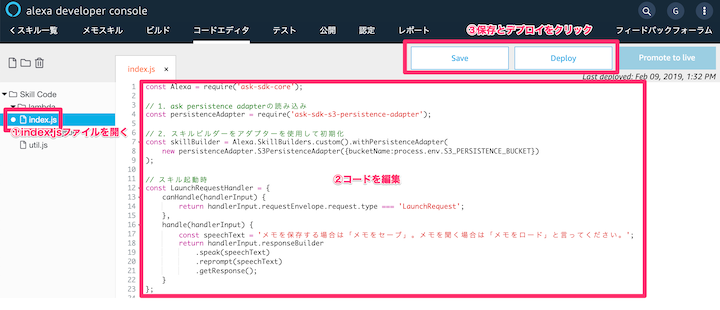 alexa developer console
G
③保存とデプロイをクリック
スキル一覧 メモスキル ビルド コードエディタ テスト 公開 認定 レポート フィードバックフォーラム
Save Deploy Promote to live
Last deployed: Feb 09, 2019, 1:32 PM
index.js ×
Skill Code
lambda
index.js
①index.jsファイルを開く
util.js
1 const Alexa = require('ask-sdk-core');
2
3 // 1. ask persistence adapterの読み込み
4 const persistenceAdapter = require('ask-sdk-s3-persistence-adapter');
5
6 // 2. スキルビルダーをアダプターを使用して初期化
7 const skillBuilder = Alexa.SkillBuilders.custom().withPersistenceAdapter(
8 new persistenceAdapter.S3PersistenceAdapter({bucketName:process.env.S3_PERSISTENCE_BUCKET})
9 );
10
11 // スキル起動時
②コードを編集
12 const LaunchRequestHandler = {
13 canHandle(handlerInput) {
14 return handlerInput.requestEnvelope.request.type === 'LaunchRequest';
15 },
16 handle(handlerInput) {
17 const speechText = 'メモを保存する場合は「メモをセーブ」。メモを聞く場合は「メモをロード」と言ってください。';
18 return handlerInput.responseBuilder
19 .speak(speechText)
20 .reprompt(speechText)
21 .getResponse();
22 }
23 };
24